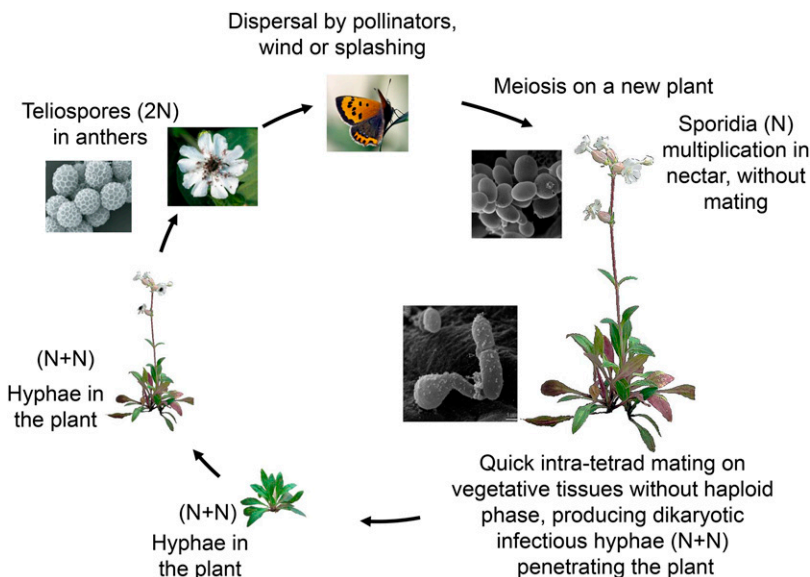 Dispersal by pollinators,
wind or splashing
Meiosis on a new plant
Sporidia (N)
multiplication in
nectar, without
mating
Quick intra-tetrad mating on
vegetative tissues without haploid
phase, producing dikaryotic
infectious hyphae (N+N)
penetrating the plant
(N+N)
Hyphae in
the plant
(N+N)
Hyphae in
the plant
Teliospores (2N)
in anthers